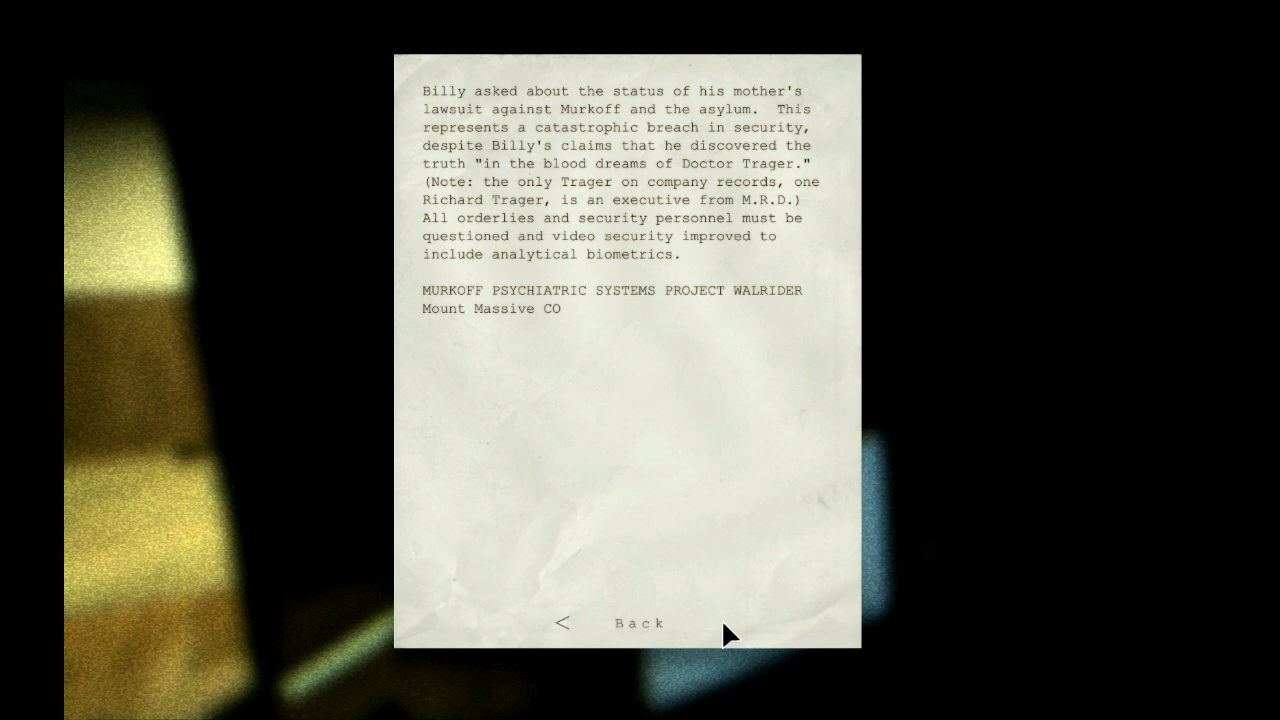 Billy asked about the status of his mother's
lawsuit against Murkoff and the asylum.  This
represents a catastrophic breach in security,
despite Billy's claims that he discovered the
truth "in the blood dreams of Doctor Trager."
(Note: the only Trager on company records, one
Richard Trager, is an executive from M.R.D.)
All orderlies and security personnel must be
questioned and video security improved to
include analytical biometrics.

MURKOFF PSYCHIATRIC SYSTEMS PROJECT WALRIDER
Mount Massive CO
< Back